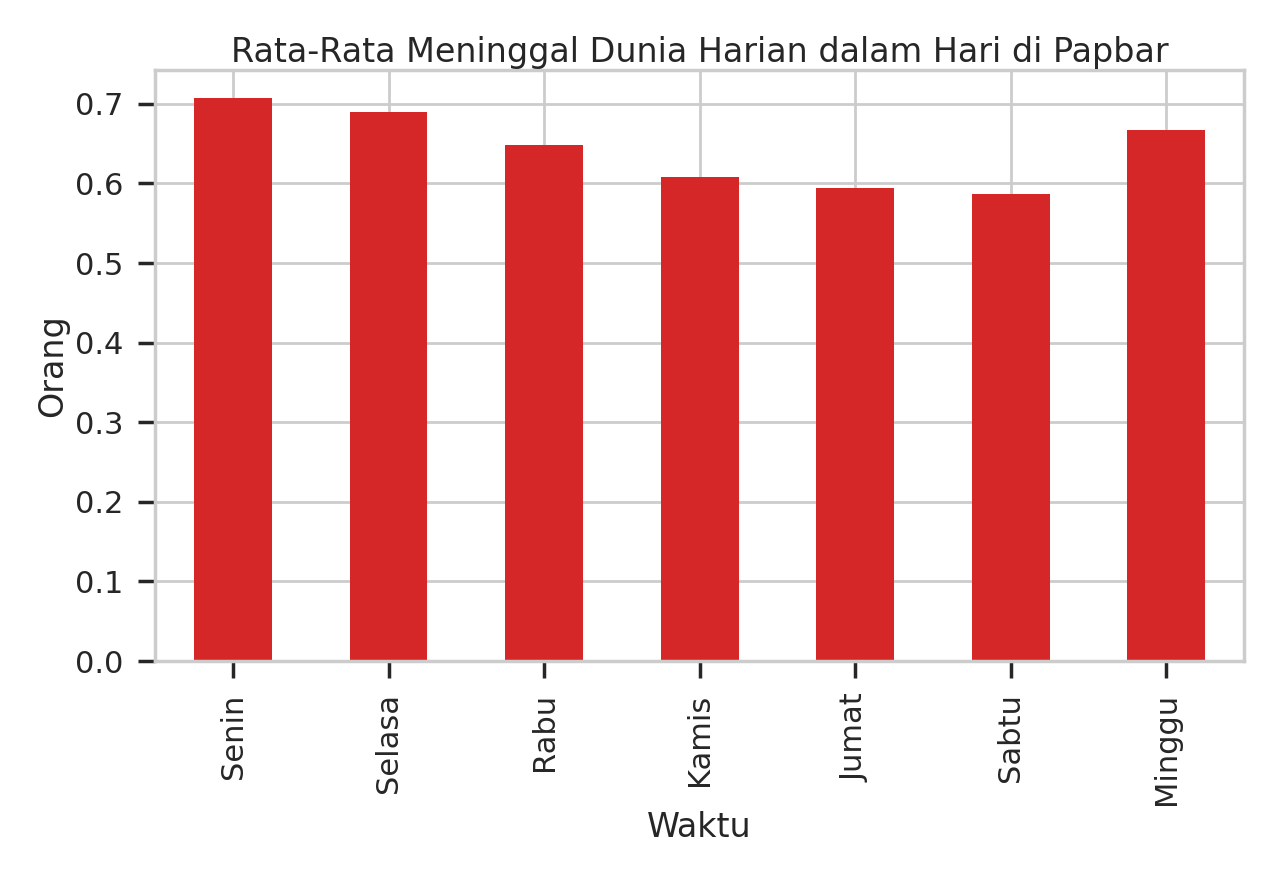 Rata-Rata Meninggal Dunia Harian dalam Hari di Papbar
0.7
0.6
0.5
0.4
0.3
0.2
0.1
0.0
Orang
Senin
Selasa
Rabu
Kamis
Jumat
Sabtu
Minggu
Waktu